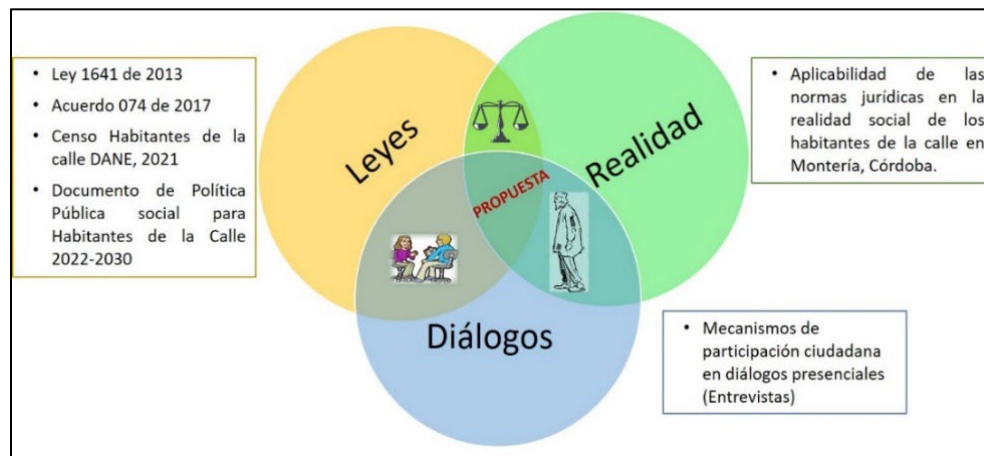 • Ley 1641 de 2013
• Acuerdo 074 de 2017
• Censo Habitantes de la
calle DANE, 2021
• Documento de Política
Pública social para
Habitantes de la Calle
2022-2030
Leyes
Realidad
PROPUESTA
Diálogos
• Aplicabilidad de las
normas jurídicas en la
realidad social de los
habitantes de la calle en
Montería, Córdoba.
• Mecanismos de
participación ciudadana
en diálogos presenciales
(Entrevistas)